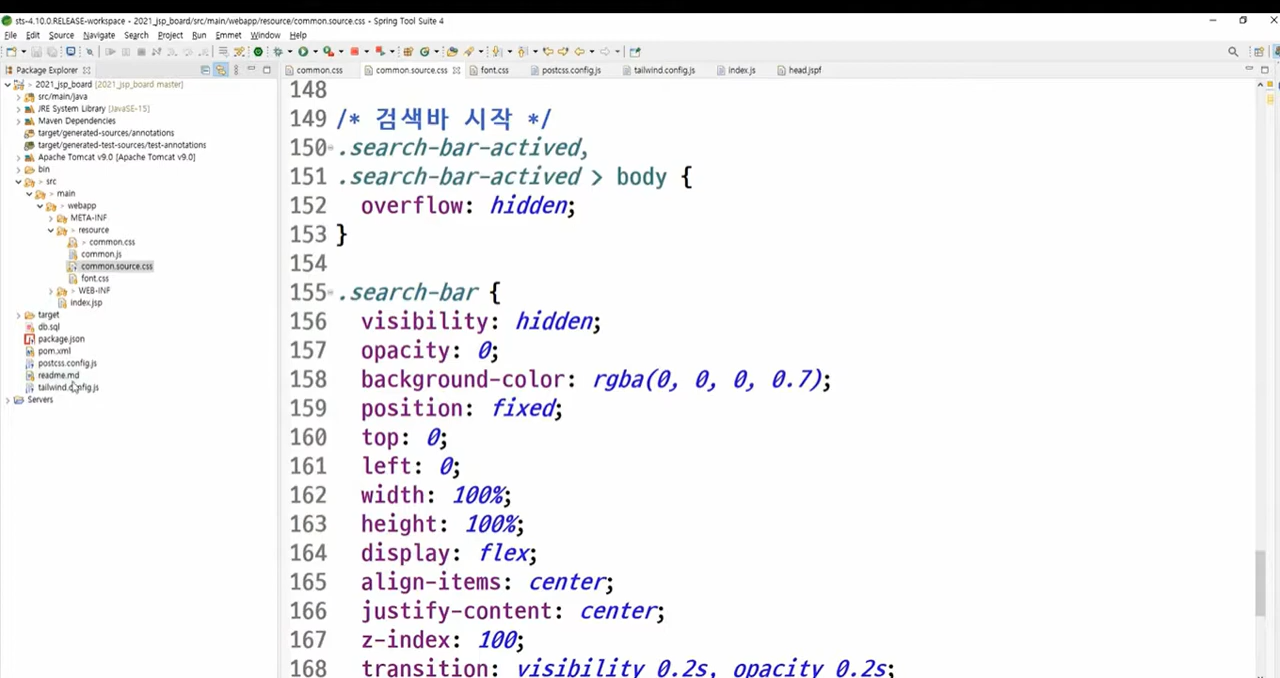 sts-4.10.0.RELEASE-workspace - 2021_jsp_board/src/main/webapp/resource/common.source.css - Spring Tool Suite 4
File Edit Source Navigate Search Project Run Emmet Window Help
Package Explorer
common.css
common.source.css
font.css
postcss.config.js
tailwind.config.js
index.js
head.jspf
2021_jsp_board [2021_jsp_board master]
src/main/java
JRE System Library [JavaSE-15]
Maven Dependencies
target/generated-sources/annotations
target/generated-test-sources/test-annotations
Apache Tomcat v9.0 [Apache Tomcat v9.0]
bin
src
main
webapp
META-INF
resource
common.css
common.js
common.source.css
font.css
WEB-INF
index.jsp
target
db.sql
package.json
pom.xml
postcss.config.js
readme.md
tailwind.config.js
Servers
148
149 /* 검색바 시작 */
150 .search-bar-actived,
151 .search-bar-actived > body {
152 overflow: hidden;
153 }
154
155 .search-bar {
156 visibility: hidden;
157 opacity: 0;
158 background-color: rgba(0, 0, 0, 0.7);
159 position: fixed;
160 top: 0;
161 left: 0;
162 width: 100%;
163 height: 100%;
164 display: flex;
165 align-items: center;
166 justify-content: center;
167 z-index: 100;
168 transition: visibility 0.2s, opacity 0.2s;